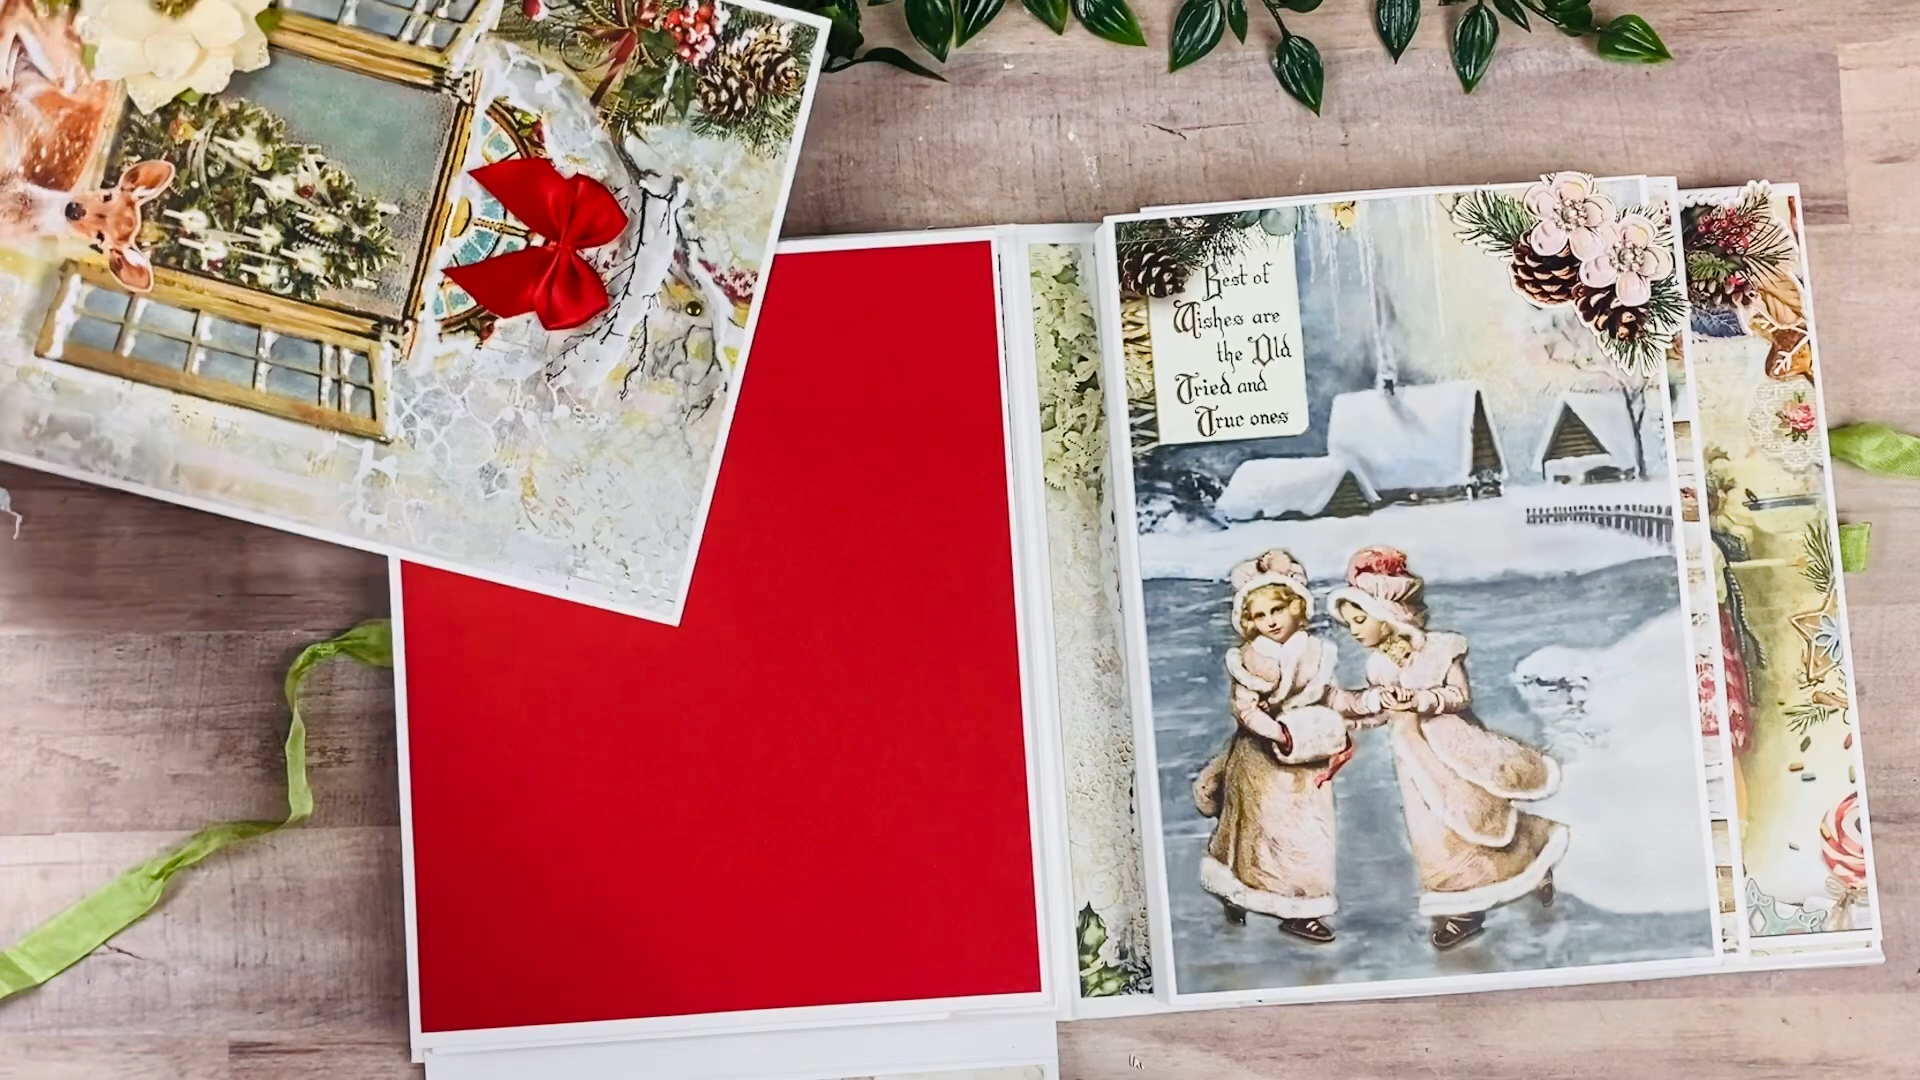 Best of
Wishes are
the Old
Tried and
True ones